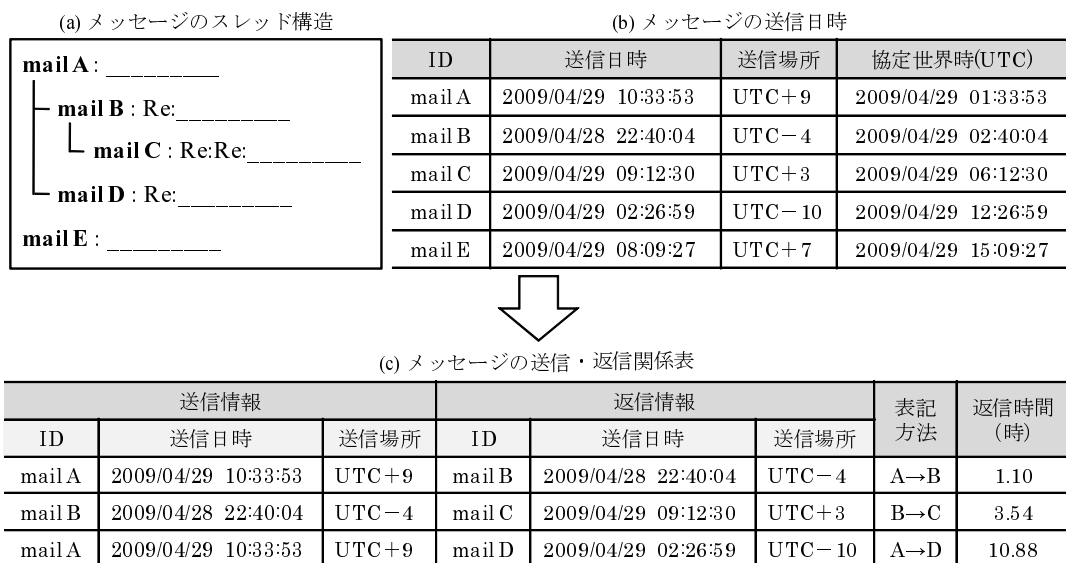 (a) メッセージのスレッド構造
mail A : _________
mail B : Re:_________
mail C : Re:Re:_________
mail D : Re:_________
mail E : _________
(b) メッセージの送信日時
ID 送信日時 送信場所 協定世界時(UTC)
mail A 2009/04/29 10:33:53 UTC+9 2009/04/29 01:33:53
mail B 2009/04/28 22:40:04 UTC−4 2009/04/29 02:40:04
mail C 2009/04/29 09:12:30 UTC+3 2009/04/29 06:12:30
mail D 2009/04/29 02:26:59 UTC−10 2009/04/29 12:26:59
mail E 2009/04/29 08:09:27 UTC+7 2009/04/29 15:09:27
(c) メッセージの送信・返信関係表
送信情報 返信情報 表記方法 返信時間(時)
ID 送信日時 送信場所 ID 送信日時 送信場所
mail A 2009/04/29 10:33:53 UTC+9 mail B 2009/04/28 22:40:04 UTC−4 A→B 1.10
mail B 2009/04/28 22:40:04 UTC−4 mail C 2009/04/29 09:12:30 UTC+3 B→C 3.54
mail A 2009/04/29 10:33:53 UTC+9 mail D 2009/04/29 02:26:59 UTC−10 A→D 10.88